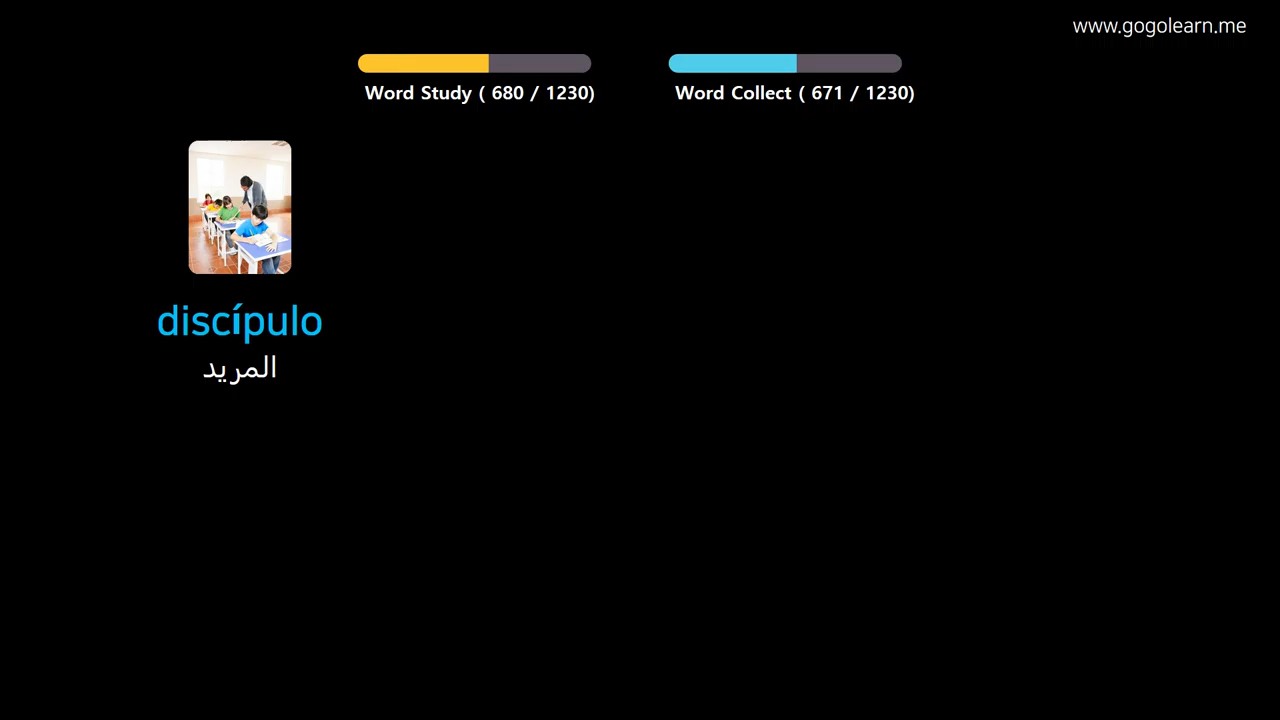 www.gogolearn.me
Word Study ( 680 / 1230)
Word Collect ( 671 / 1230)
discípulo
المريد